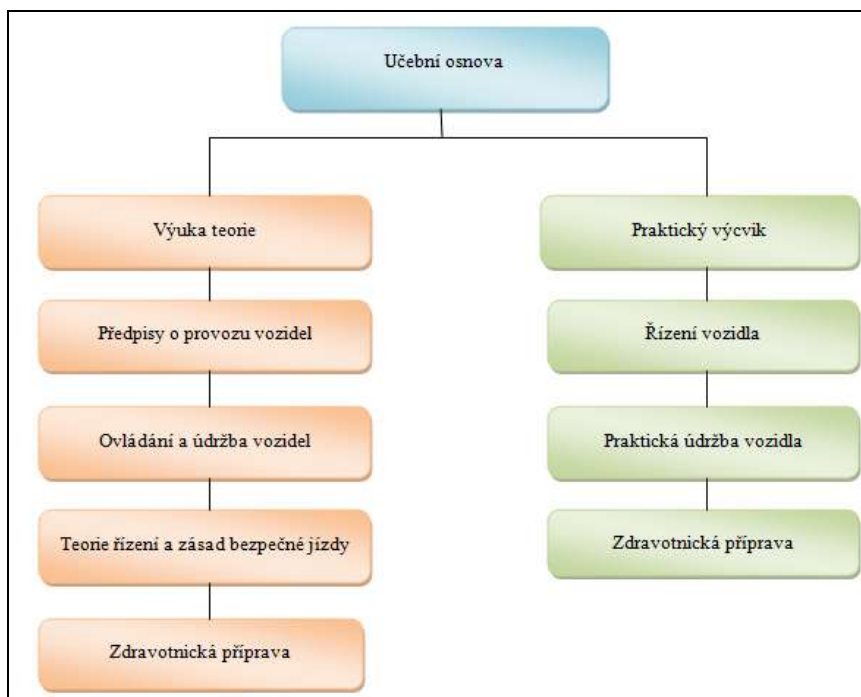 Učební osnova
Výuka teorie
Předpisy o provozu vozidel
Ovládání a údržba vozidel
Teorie řízení a zásad bezpečné jízdy
Zdravotnická příprava
Praktický výcvik
Řízení vozidla
Praktická údržba vozidla
Zdravotnická příprava